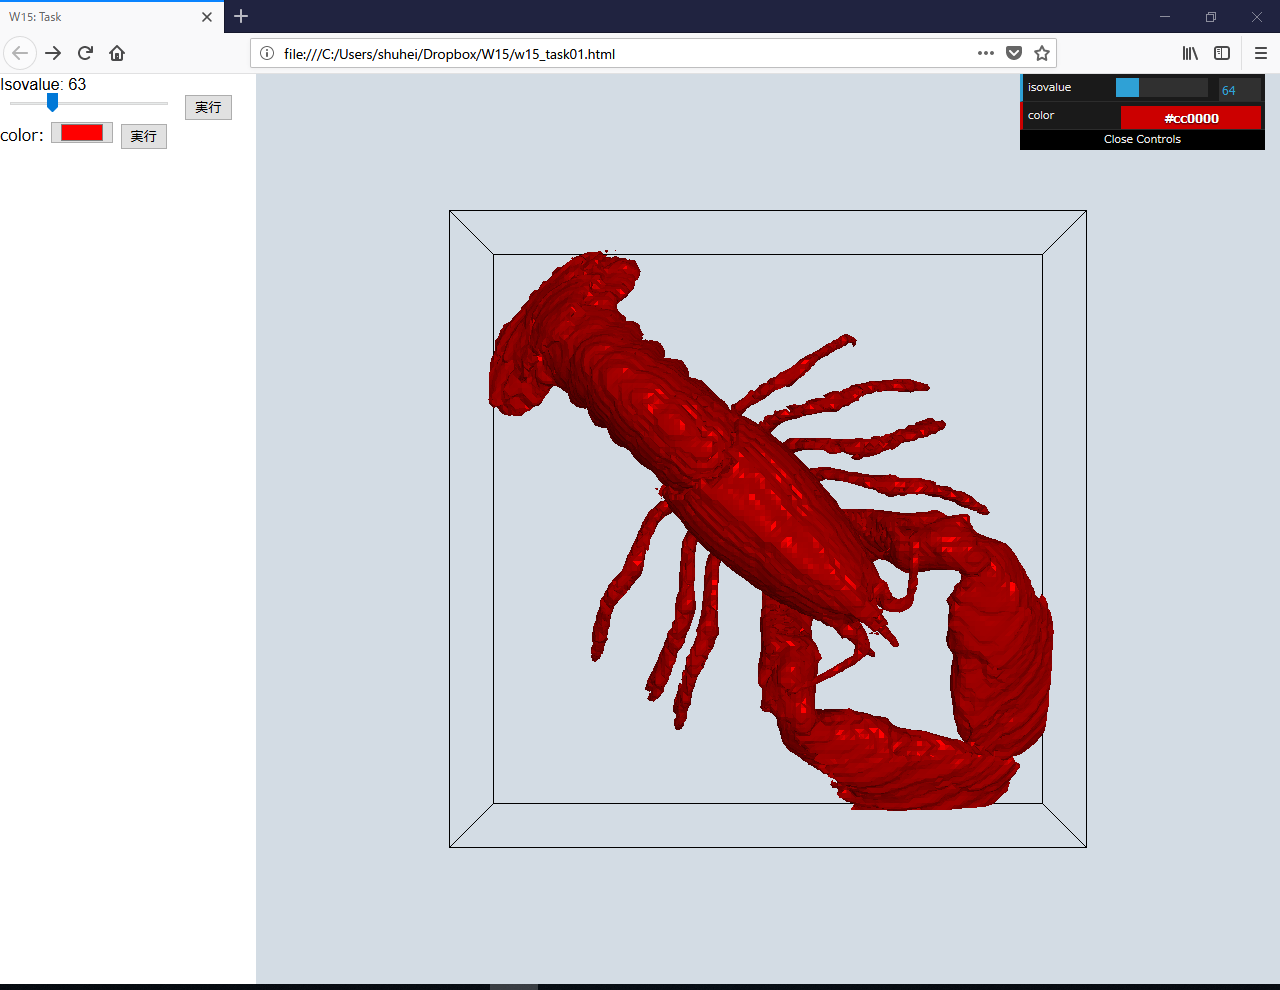 W15: Task
file:///C:/Users/shuhei/Dropbox/W15/w15_task01.html
Isovalue: 63
実行
color:
実行
isovalue
64
color
#cc0000
Close Controls